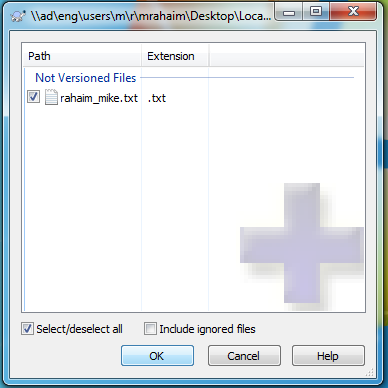 \\ad\eng\users\m\r\mrahaim\Desktop\Loca...
Path Extension
Not Versioned Files
rahaim_mike.txt .txt
Select/deselect all Include ignored files
OK Cancel Help